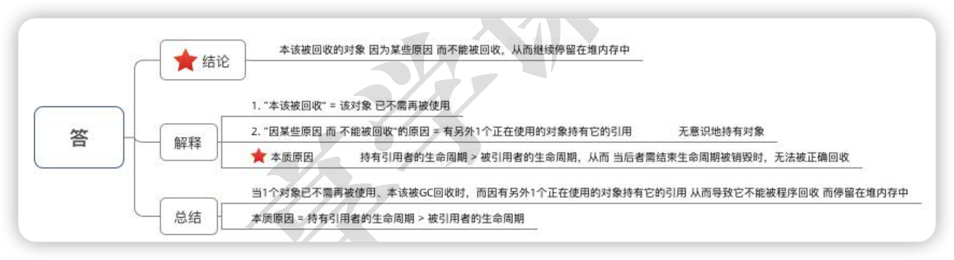 答
结论
本该被回收的对象 因为某些原因 而不能被回收，从而继续停留在堆内存中
解释
1. "本该被回收" = 该对象 已不需再被使用
2. "因某些原因 而 不能被回收"的原因 = 有另外1个正在使用的对象持有它的引用 无意识地持有对象
本质原因 持有引用者的生命周期 > 被引用者的生命周期，从而 当后者需结束生命周期被销毁时，无法被正确回收
总结
当1个对象已不需再被使用、本该被GC回收时，而因有另外1个正在使用的对象持有它的引用 从而导致它不能被程序回收 而停留在堆内存中
本质原因 = 持有引用者的生命周期 > 被引用者的生命周期
享学课